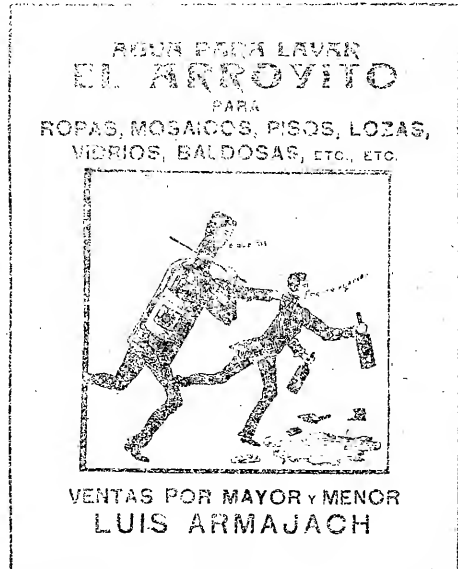 AGUA PARA LAVAR
EL ARROYITO
PARA
ROPAS, MOSAICOS, PISOS, LOZAS,
VIDRIOS, BALDOSAS, ETC., ETC.
VENTAS POR MAYOR Y MENOR
LUIS ARMAJACH